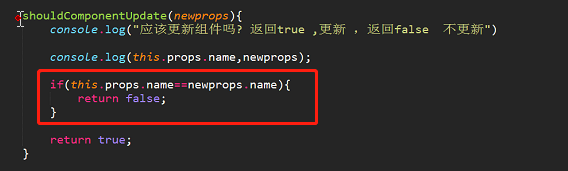 shouldComponentUpdate(newprops){
console.log("应该更新组件吗? 返回true ,更新 , 返回false  不更新")
console.log(this.props.name,newprops);
if(this.props.name==newprops.name){
return false;
}
return true;
}